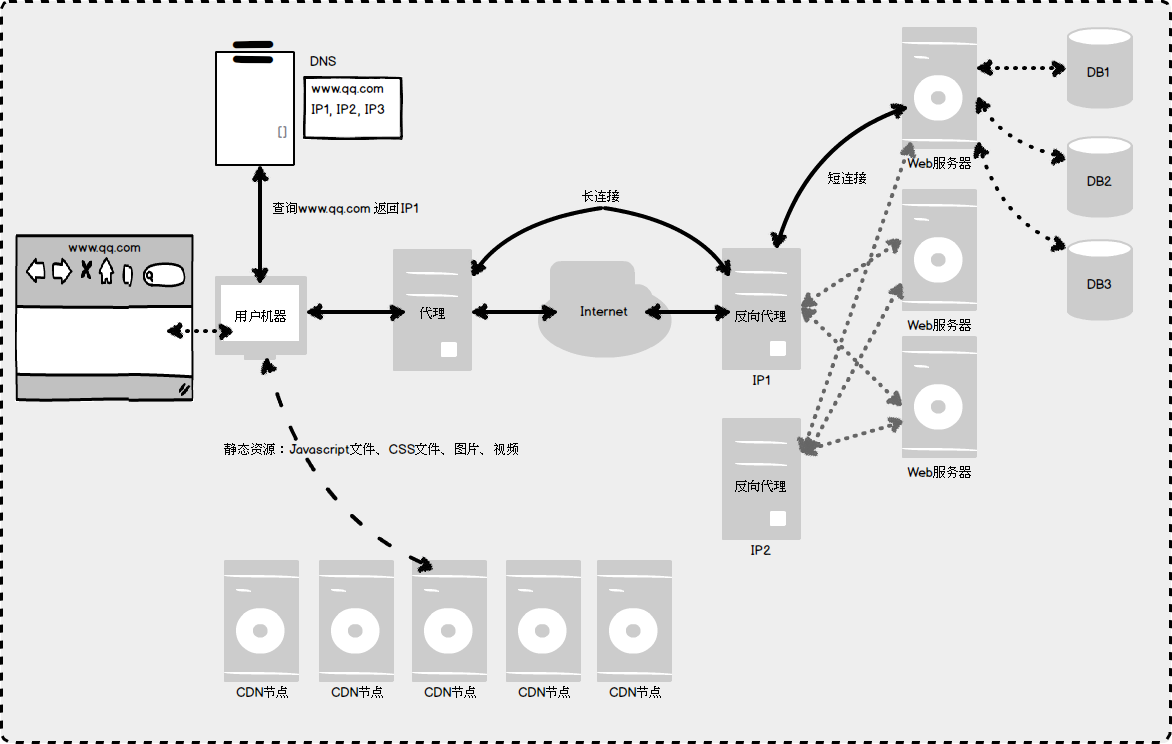 DNS
www.qq.com
IP1, IP2, IP3
[]
查询www.qq.com 返回IP1
www.qq.com
用户机器
代理
长连接
Internet
反向代理
IP1
短连接
Web服务器
Web服务器
Web服务器
DB1
DB2
DB3
反向代理
IP2
静态资源：Javascript文件、CSS文件、图片、视频
CDN节点
CDN节点
CDN节点
CDN节点
CDN节点